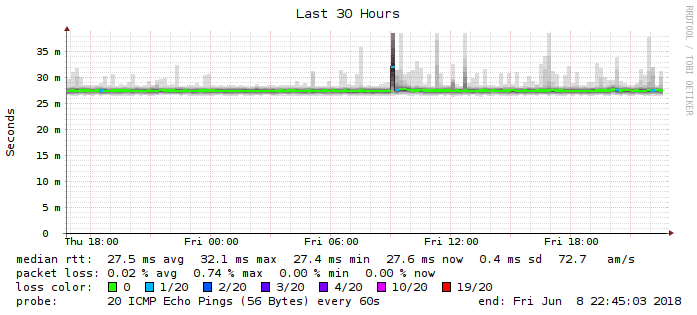 Last 30 Hours
RRDTOOL / TOBI OETIKER
Seconds
35 m
30 m
25 m
20 m
15 m
10 m
5 m
0
Thu 18:00 Fri 00:00 Fri 06:00 Fri 12:00 Fri 18:00
median rtt: 27.5 ms avg 32.1 ms max 27.4 ms min 27.6 ms now 0.4 ms sd 72.7 am/s
packet loss: 0.02 % avg 0.74 % max 0.00 % min 0.00 % now
loss color: 0 1/20 2/20 3/20 4/20 10/20 19/20
probe: 20 ICMP Echo Pings (56 Bytes) every 60s end: Fri Jun 8 22:45:03 2018